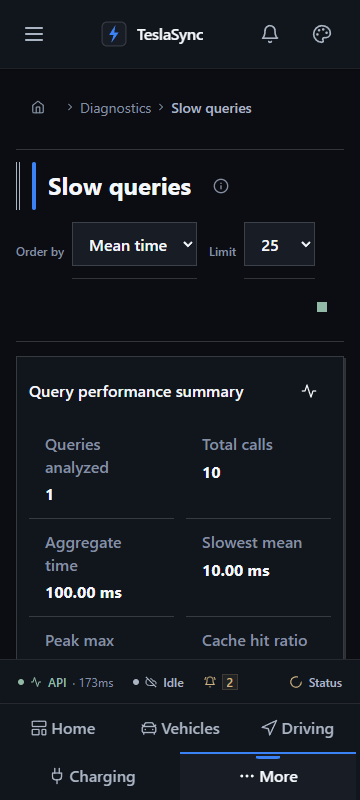 TeslaSync
Diagnostics
Slow queries
Slow queries
Order by
Mean time
Limit
25
Query performance summary
Queries analyzed
1
Total calls
10
Aggregate time
100.00 ms
Slowest mean
10.00 ms
Peak max
Cache hit ratio
API · 173ms
Idle
2
Status
Home
Vehicles
Driving
Charging
More